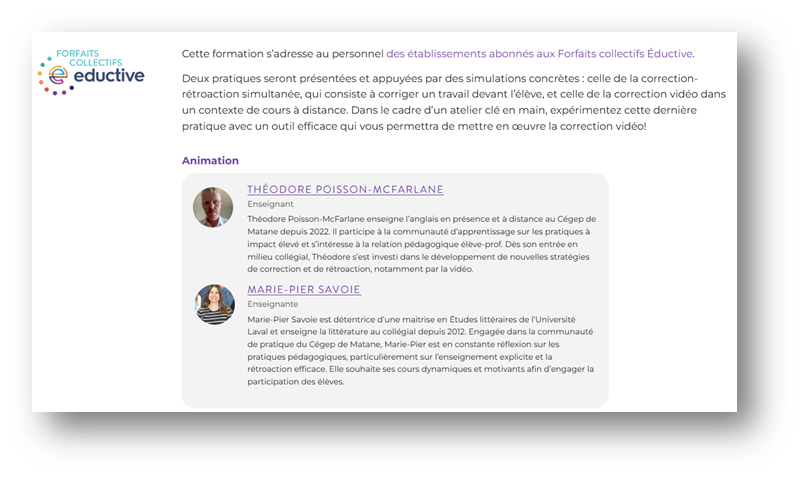 FORFAITS
COLLECTIFS
eductive
Cette formation s’adresse au personnel des établissements abonnés aux Forfaits collectifs Éductive.
Deux pratiques seront présentées et appuyées par des simulations concrètes : celle de la correction-
rétroaction simultanée, qui consiste à corriger un travail devant l’élève, et celle de la correction vidéo dans
un contexte de cours à distance. Dans le cadre d’un atelier clé en main, expérimentez cette dernière
pratique avec un outil efficace qui vous permettra de mettre en œuvre la correction vidéo!
Animation
THÉODORE POISSON-MCFARLANE
Enseignant
Théodore Poisson-McFarlane enseigne l’anglais en présence et à distance au Cégep de
Matane depuis 2022. Il participe à la communauté d’apprentissage sur les pratiques à
impact élevé et s’intéresse à la relation pédagogique élève-prof. Dès son entrée en
milieu collégial, Théodore s’est investi dans le développement de nouvelles stratégies
de correction et de rétroaction, notamment par la vidéo.
MARIE-PIER SAVOIE
Enseignante
Marie-Pier Savoie est détentrice d’une maitrise en Études littéraires de l’Université
Laval et enseigne la littérature au collégial depuis 2012. Engagée dans la communauté
de pratique du Cégep de Matane, Marie-Pier est en constante réflexion sur les
pratiques pédagogiques, particulièrement sur l’enseignement explicite et la
rétroaction efficace. Elle souhaite ses cours dynamiques et motivants afin d’engager la
participation des élèves.